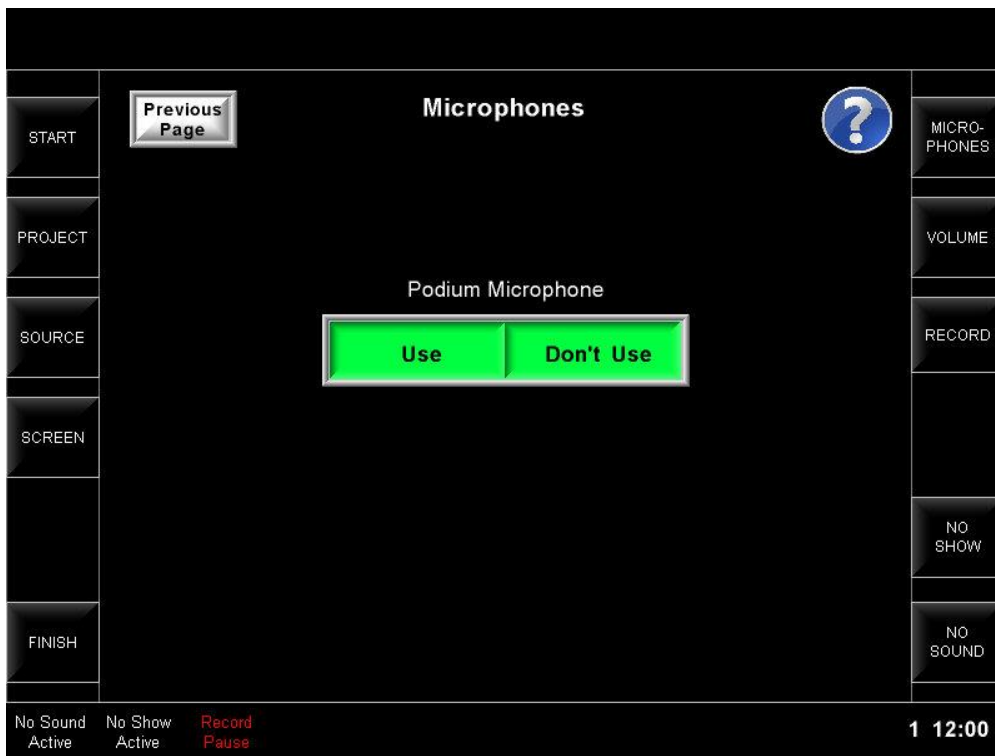 Previous
Page
Microphones
?
START
PROJECT
SOURCE
SCREEN
FINISH
Podium Microphone
Use
Don't Use
MICRO-
PHONES
VOLUME
RECORD
NO
SHOW
NO
SOUND
No Sound
Active
No Show
Active
Record
Pause
1 12:00